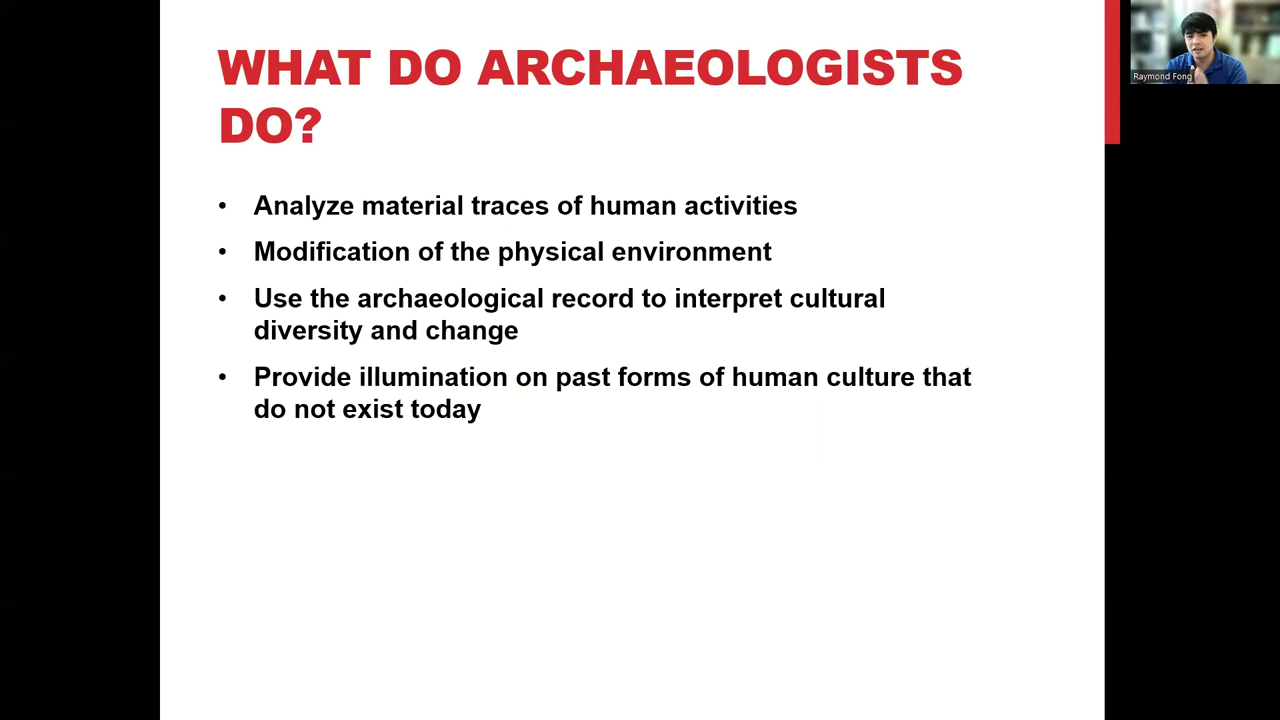 WHAT DO ARCHAEOLOGISTS
DO?
• Analyze material traces of human activities
• Modification of the physical environment
• Use the archaeological record to interpret cultural
diversity and change
• Provide illumination on past forms of human culture that
do not exist today
Raymond Fong